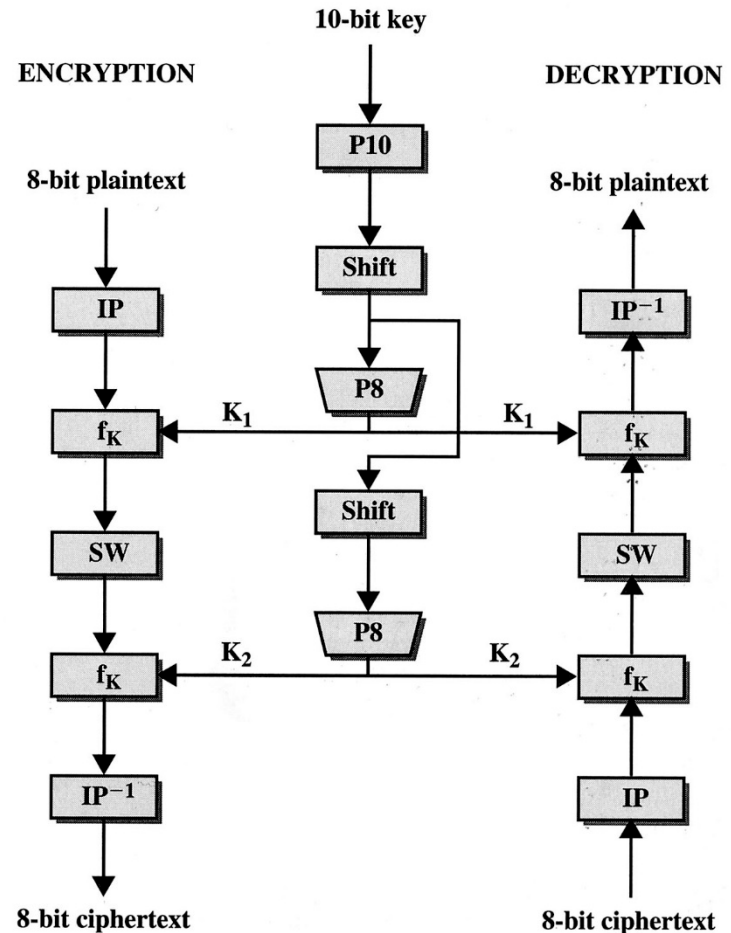 10-bit key
ENCRYPTION
DECRYPTION
P10
8-bit plaintext
8-bit plaintext
Shift
IP
IP−1
P8
K1
K1
fK
fK
Shift
SW
SW
P8
K2
K2
fK
fK
IP−1
IP
8-bit ciphertext
8-bit ciphertext